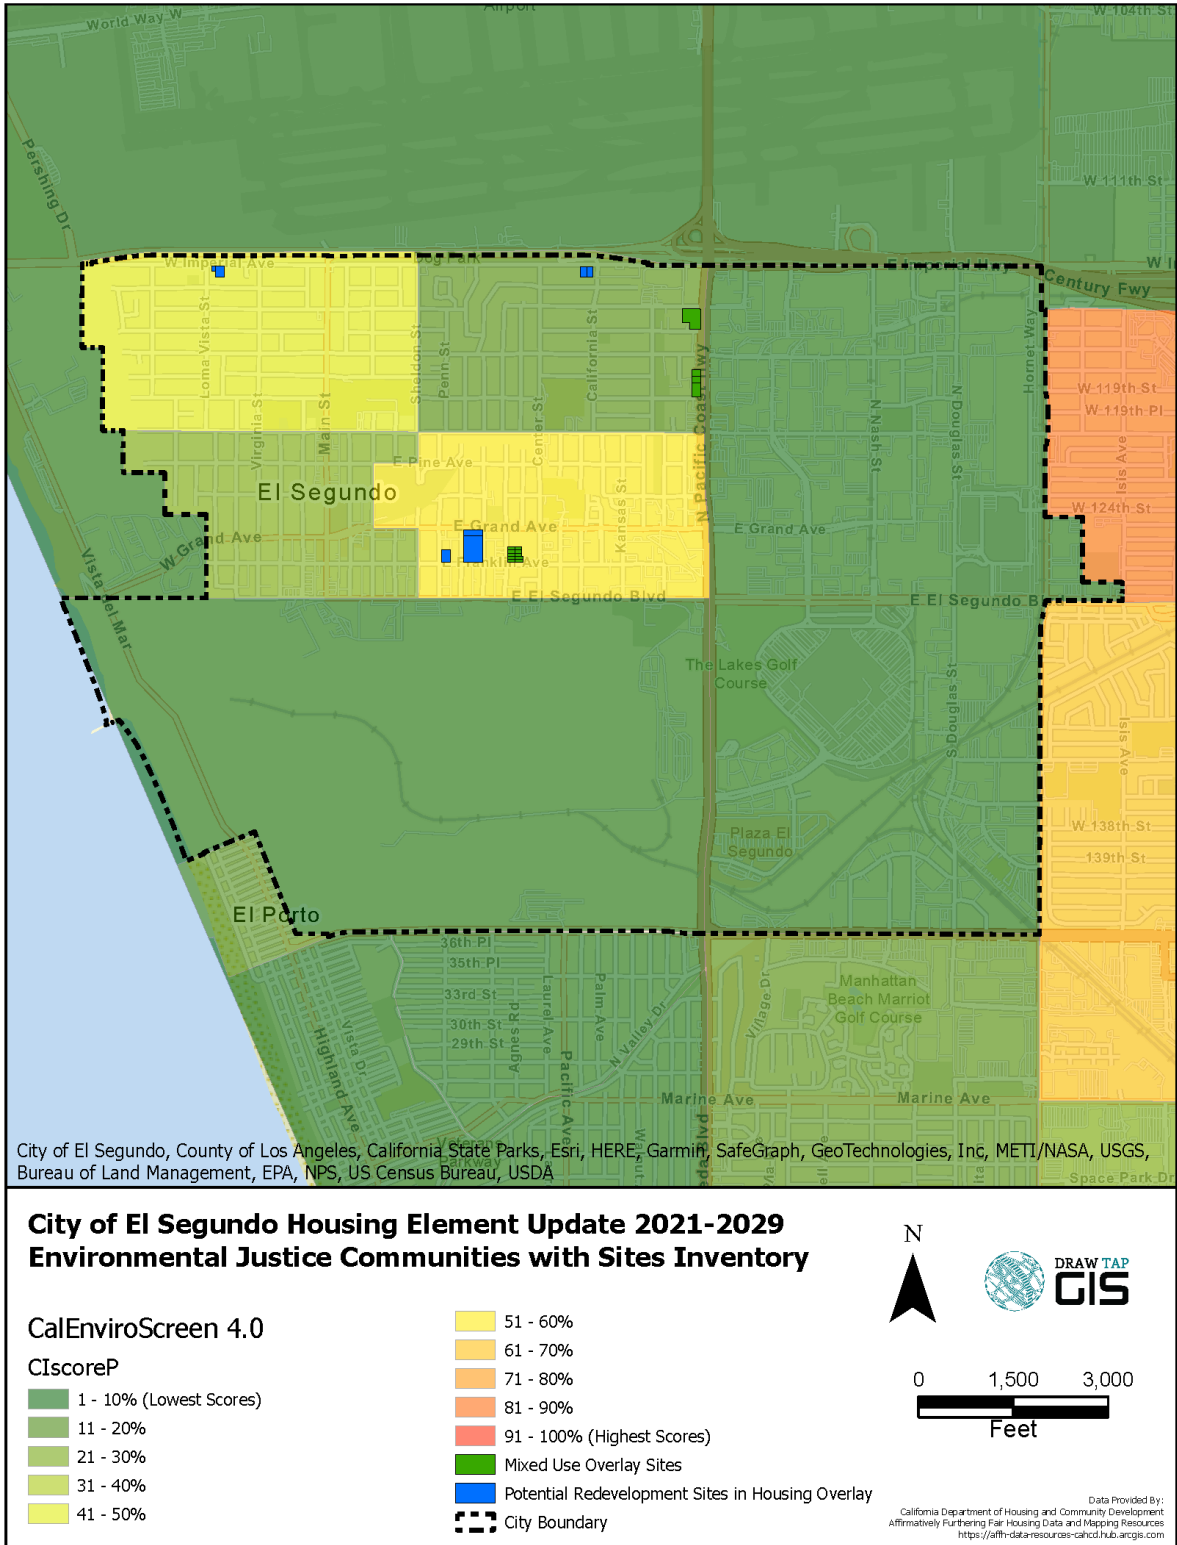 Airport
World Way W
W 104th St
Pershing Dr
W 111th St
W Imperial Ave
Dog Park
E Imperial Hwy
Century Fwy
Loma Vista St
Sheldon St
Penn St
California St
Hornet Way
W 119th St
W 119th Pl
Virginia St
Main St
Center St
N Pacific Coast Hwy
N Nash St
N Douglas St
Isis Ave
E Pine Ave
El Segundo
Kansas St
W 124th St
W Grand Ave
E Grand Ave
E Grand Ave
E Franklin Ave
Vista del Mar
E El Segundo Blvd
E El Segundo Blvd
The Lakes Golf
Course
S Douglas St
Isis Ave
Plaza El
Segundo
W 138th St
139th St
El Porto
36th Pl
35th Pl
33rd St
30th St
29th St
Agnes Rd
Laurel Ave
Palm Ave
N Valley Dr
Village Dr
Manhattan
Beach Marriot
Golf Course
Vista Dr
Highland Ave
Pacific Ave
Marine Ave
Marine Ave
Veterans
Parkway
Space Park Dr
City of El Segundo, County of Los Angeles, California State Parks, Esri, HERE, Garmin, SafeGraph, GeoTechnologies, Inc, METI/NASA, USGS,
Bureau of Land Management, EPA, NPS, US Census Bureau, USDA
City of El Segundo Housing Element Update 2021-2029
Environmental Justice Communities with Sites Inventory
CalEnviroScreen 4.0
CIscoreP
1 - 10% (Lowest Scores)
11 - 20%
21 - 30%
31 - 40%
41 - 50%
51 - 60%
61 - 70%
71 - 80%
81 - 90%
91 - 100% (Highest Scores)
Mixed Use Overlay Sites
Potential Redevelopment Sites in Housing Overlay
City Boundary
N
DRAW TAP
GIS
0 1,500 3,000
Feet
Data Provided By:
California Department of Housing and Community Development
Affirmatively Furthering Fair Housing Data and Mapping Resources
https://affh-data-resources-cahcd.hub.arcgis.com